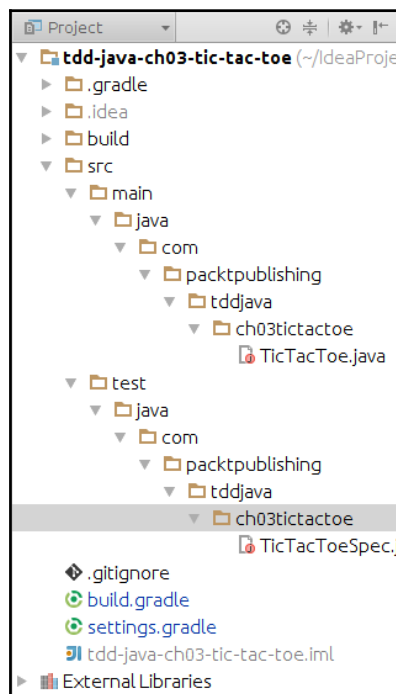 Project
tdd-java-ch03-tic-tac-toe (~/IdeaProje
.gradle
.idea
build
src
main
java
com
packtpublishing
tddjava
ch03tictactoe
TicTacToe.java
test
java
com
packtpublishing
tddjava
ch03tictactoe
TicTacToeSpec.j
.gitignore
build.gradle
settings.gradle
tdd-java-ch03-tic-tac-toe.iml
External Libraries